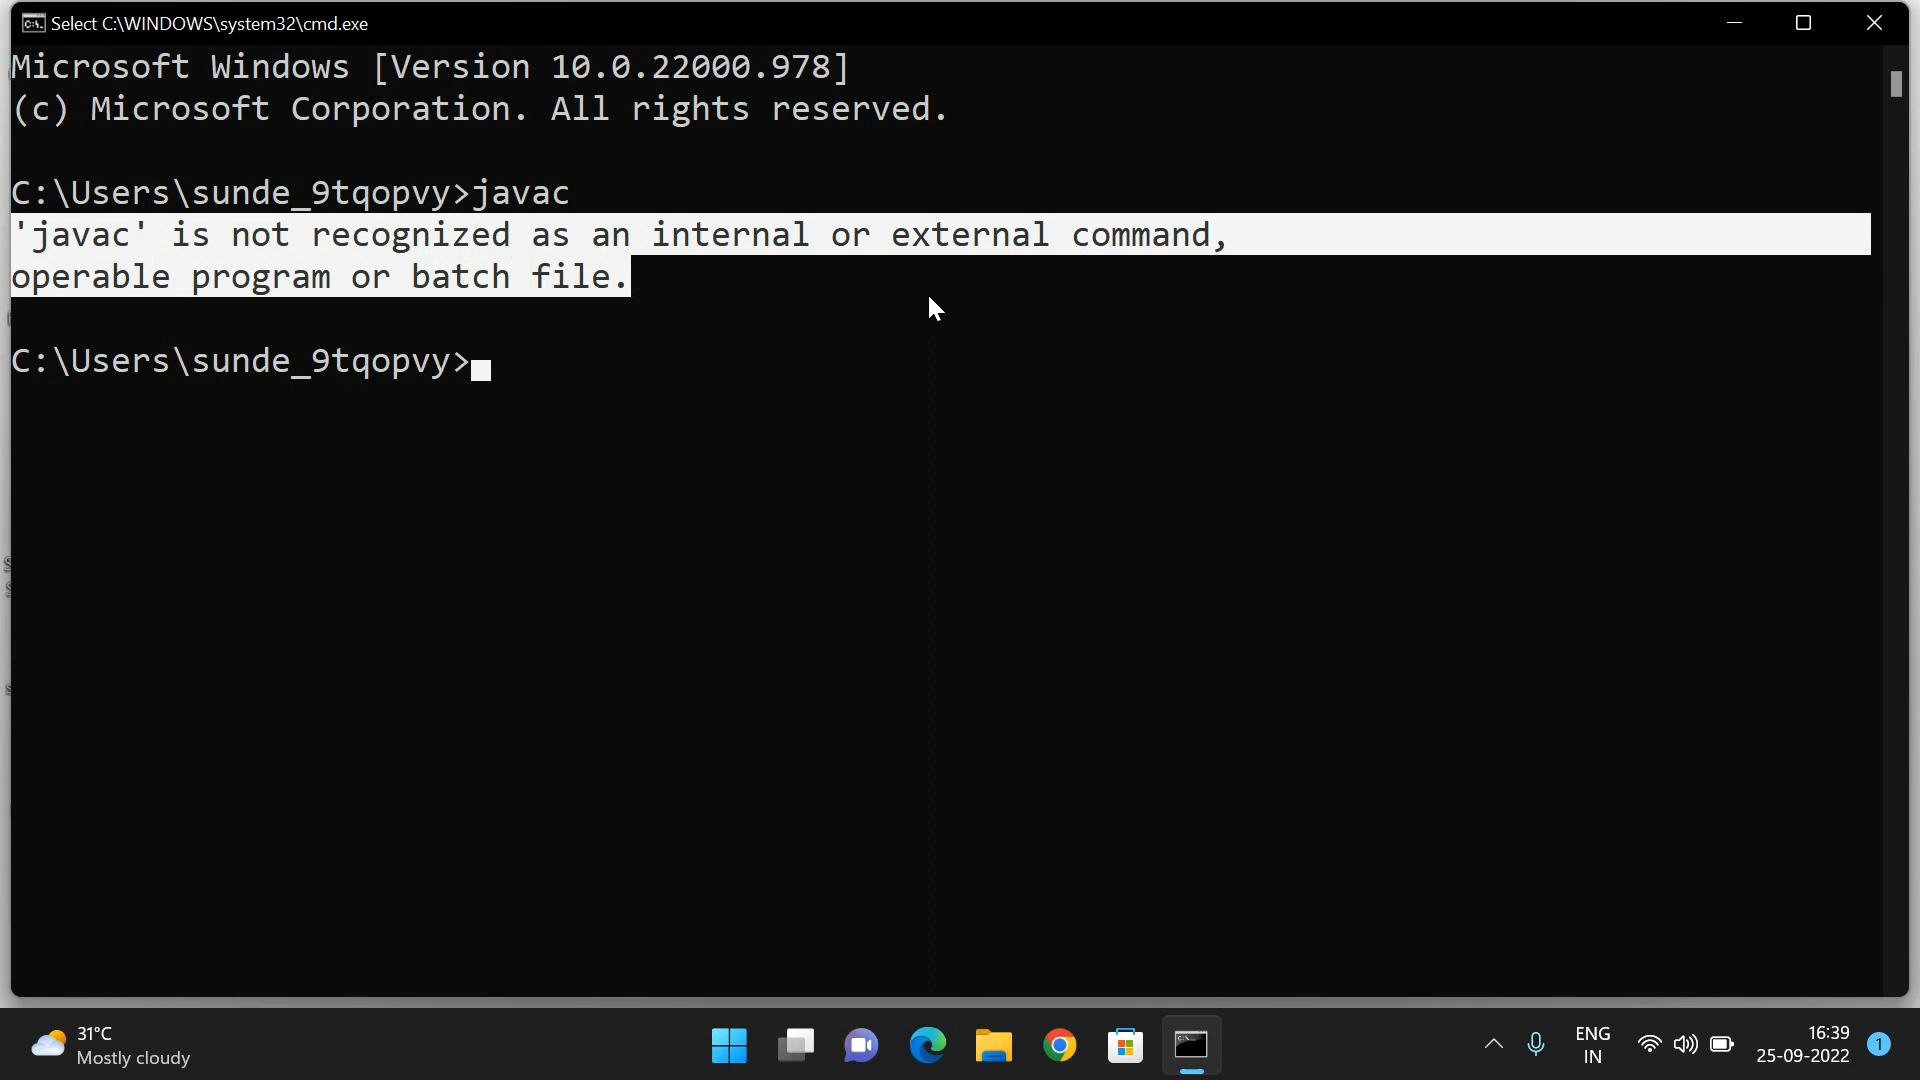 Select C:\WINDOWS\system32\cmd.exe
Microsoft Windows [Version 10.0.22000.978]
(c) Microsoft Corporation. All rights reserved.
C:\Users\sunde_9tqopvy>javac
'javac' is not recognized as an internal or external command,
operable program or batch file.
C:\Users\sunde_9tqopvy>
31°C
Mostly cloudy
ENG
IN
16:39
25-09-2022
1